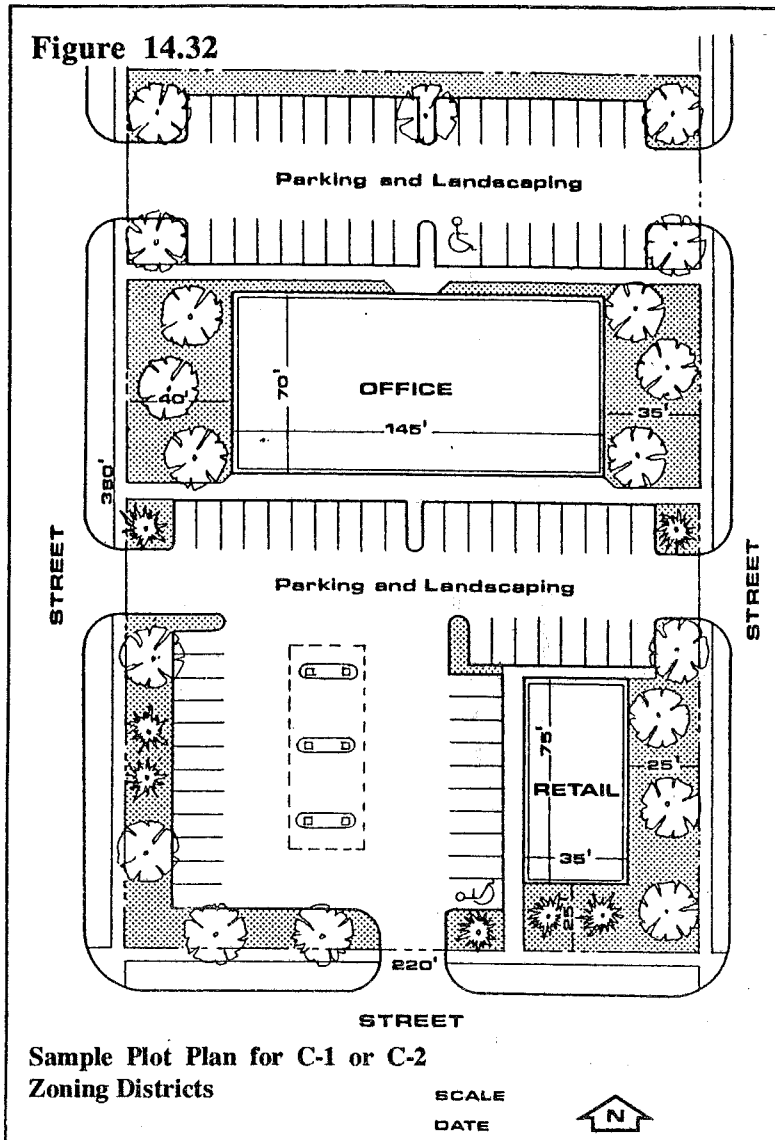 Figure 14.32
Parking and Landscaping
70'
OFFICE
40'
145'
35'
380'
STREET
STREET
Parking and Landscaping
75'
25'
RETAIL
35'
25'
220'
STREET
Sample Plot Plan for C-1 or C-2
Zoning Districts
SCALE
DATE
N